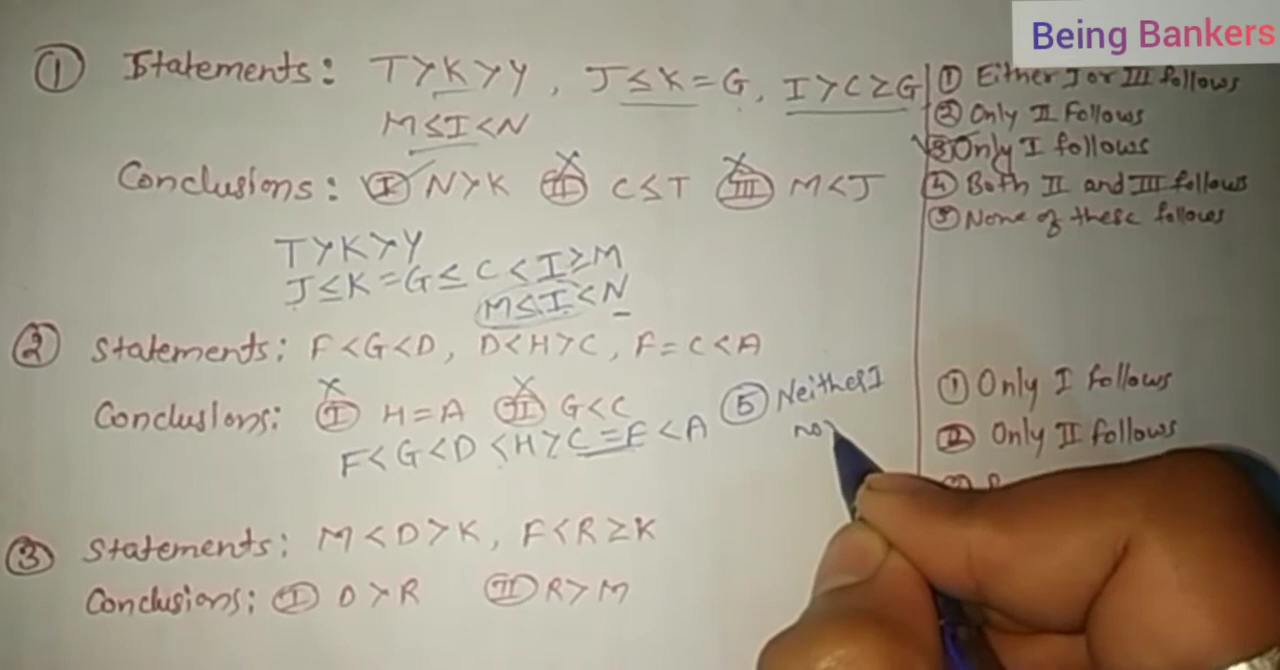 Being Bankers
① Statements: T>K>Y, J≤K=G, I>C≥G
M≤I<N
Conclusions: Ⓘ N>K Ⓘⓘ C≤T ⒾⒾⒾ M<J
① Either I or III follows
② Only II Follows
③ Only I follows
④ Both II and III follows
⑤ None of these follows
T>K>Y
J≤K=G≤C<I≥M
M≤I<N
② Statements: F<G<D, D<H>C, F=C<A
Conclusions: Ⓘ H=A ⒾⒾ G<C
F<G<D<H>C=F<A
⑤ Neither I
nor
① Only I follows
② Only II follows
③ Statements: M<D>K, F<R≥K
Conclusions: Ⓘ D>R ⒾⒾ R>M